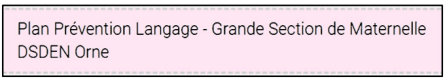 Plan Prévention Langage - Grande Section de Maternelle
DSDEN Orne